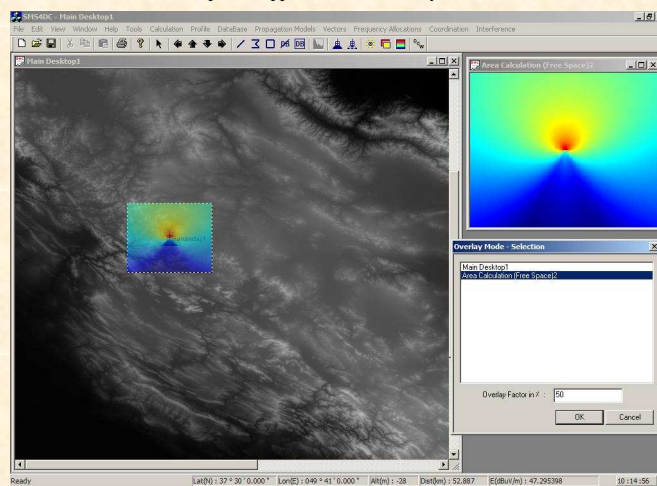 SMS4DC - Main Desktop1
File Edit View Window Help Tools Calculation Profile DataBase Propagation Models Vectors Frequency Allocations Coordination Interference
Main Desktop1
Area Calculation (Free Space)2
Overlay Mode - Selection
Main Desktop1
Area Calculation (Free Space)2
Overlay Factor in % : 50
OK Cancel
Ready Lat(N) : 37 ° 30 ' 0.000 " Lon(E) : 049 ° 41 ' 0.000 " Alt(m) : -28 Dist(km) : 52.887 E(dBuV/m) : 47.295398 10 :14 :56